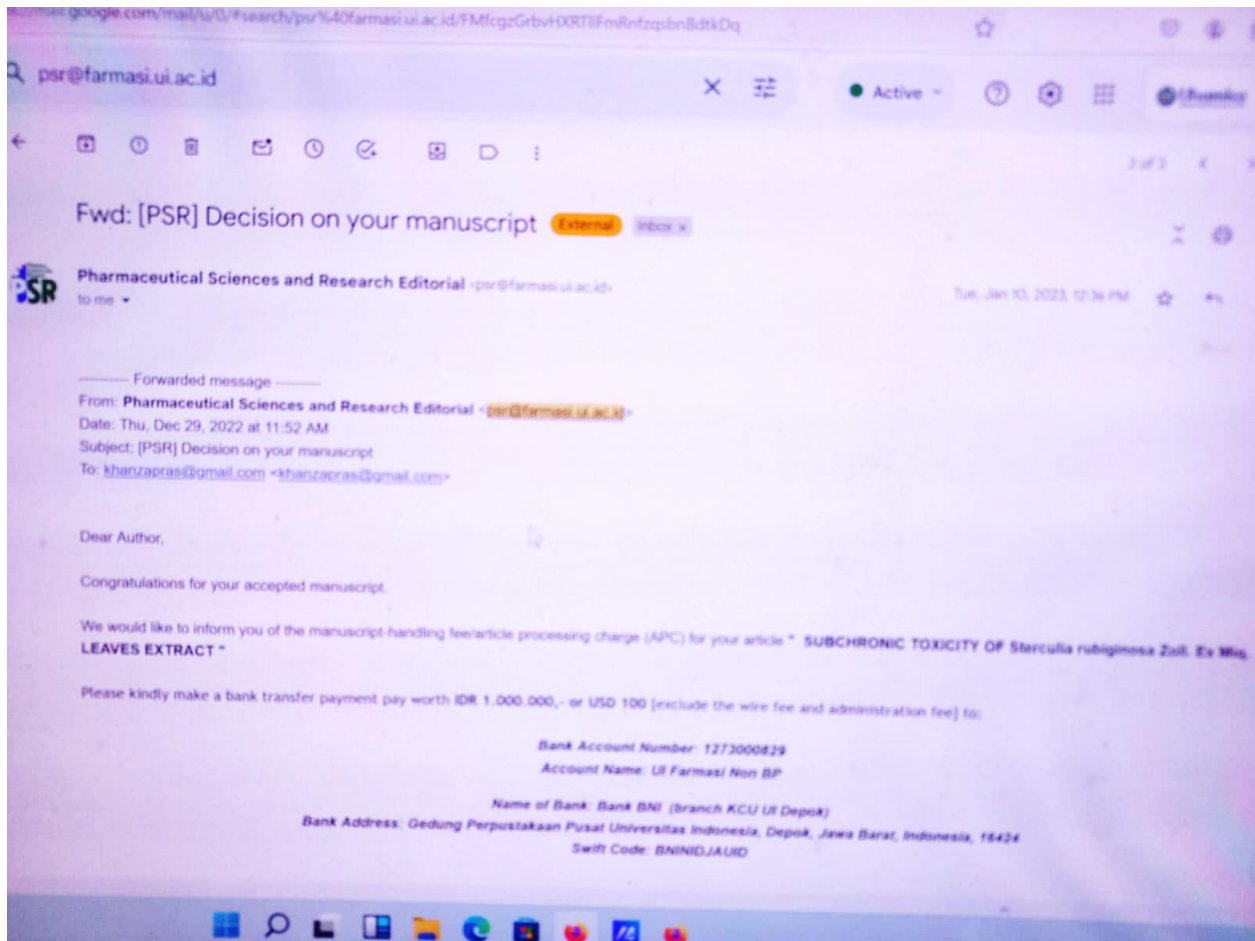 psr@farmasi.ui.ac.id
Active
Fwd: [PSR] Decision on your manuscript External Inbox x
PSR
Pharmaceutical Sciences and Research Editorial <psr@farmasi.ui.ac.id>
to me
Tue, Jan 10, 2023, 12:36 PM
---------- Forwarded message ----------
From: Pharmaceutical Sciences and Research Editorial <psr@farmasi.ui.ac.id>
Date: Thu, Dec 29, 2022 at 11:52 AM
Subject: [PSR] Decision on your manuscript
To: khanzapras@gmail.com <khanzapras@gmail.com>
Dear Author,
Congratulations for your accepted manuscript.
We would like to inform you of the manuscript-handling fee/article processing charge (APC) for your article " SUBCHRONIC TOXICITY OF Sterculia rubiginosa Zoll. Ex Miq.
LEAVES EXTRACT "
Please kindly make a bank transfer payment pay worth IDR 1.000.000,- or USD 100 [exclude the wire fee and administration fee] to:
Bank Account Number: 1273000829
Account Name: UI Farmasi Non BP
Name of Bank: Bank BNI (branch KCU UI Depok)
Bank Address: Gedung Perpustakaan Pusat Universitas Indonesia, Depok, Jawa Barat, Indonesia, 16424
Swift Code: BNINIDJAUID